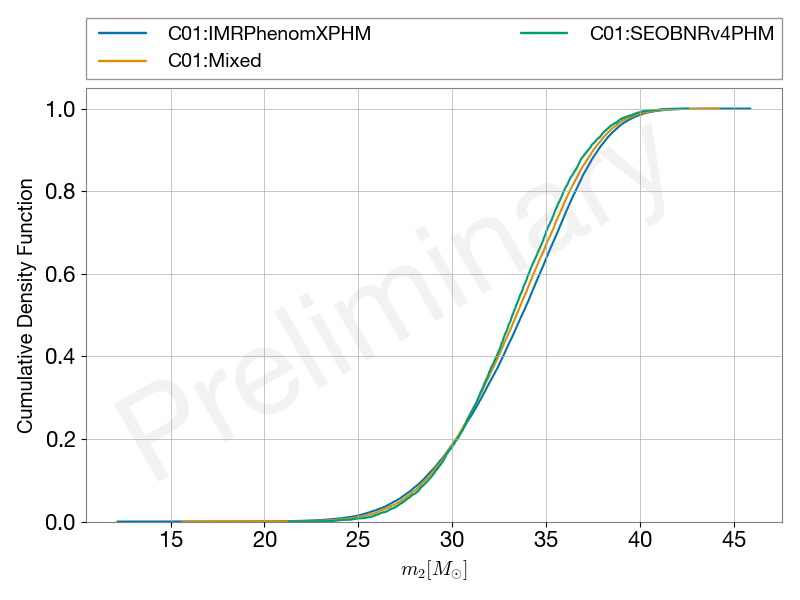 C01:IMRPhenomXPHM
C01:Mixed
C01:SEOBNRv4PHM
Cumulative Density Function
1.0
0.8
0.6
0.4
0.2
0.0
Preliminary
15 20 25 30 35 40 45
m₂[M⊙]